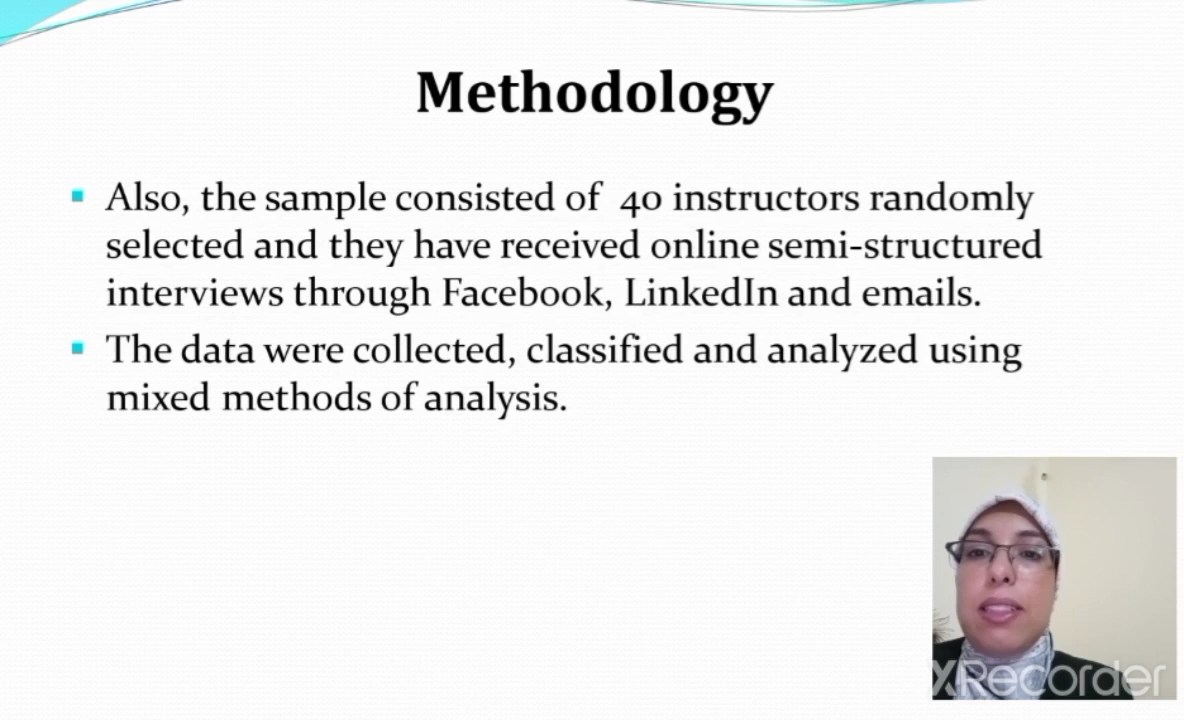 Methodology
Also, the sample consisted of 40 instructors randomly
selected and they have received online semi-structured
interviews through Facebook, LinkedIn and emails.
The data were collected, classified and analyzed using
mixed methods of analysis.
XRecorder